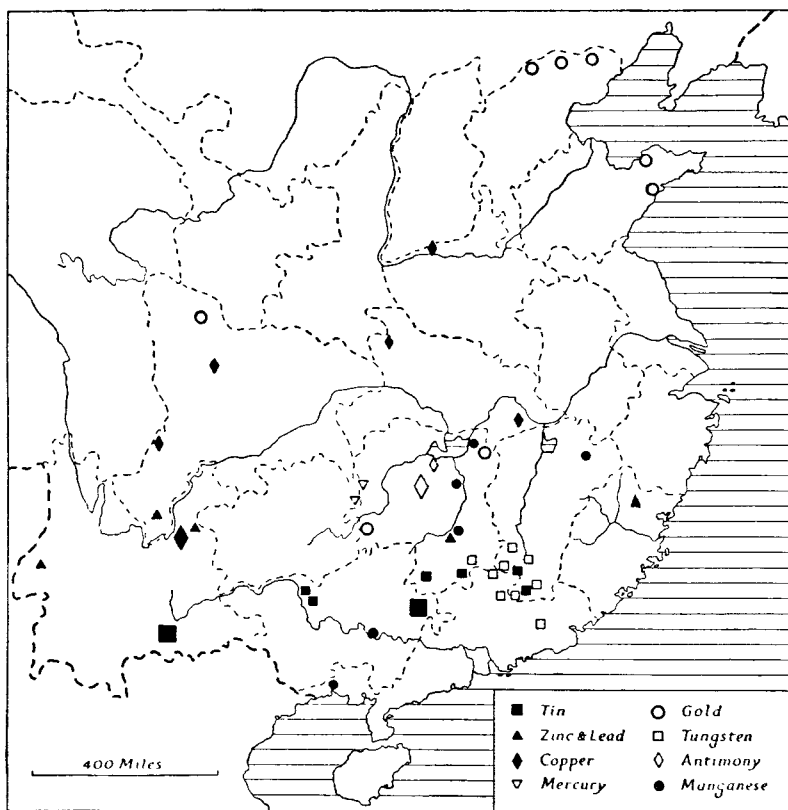 400 Miles
Tin
Zinc & Lead
Copper
Mercury
Gold
Tungsten
Antimony
Manganese